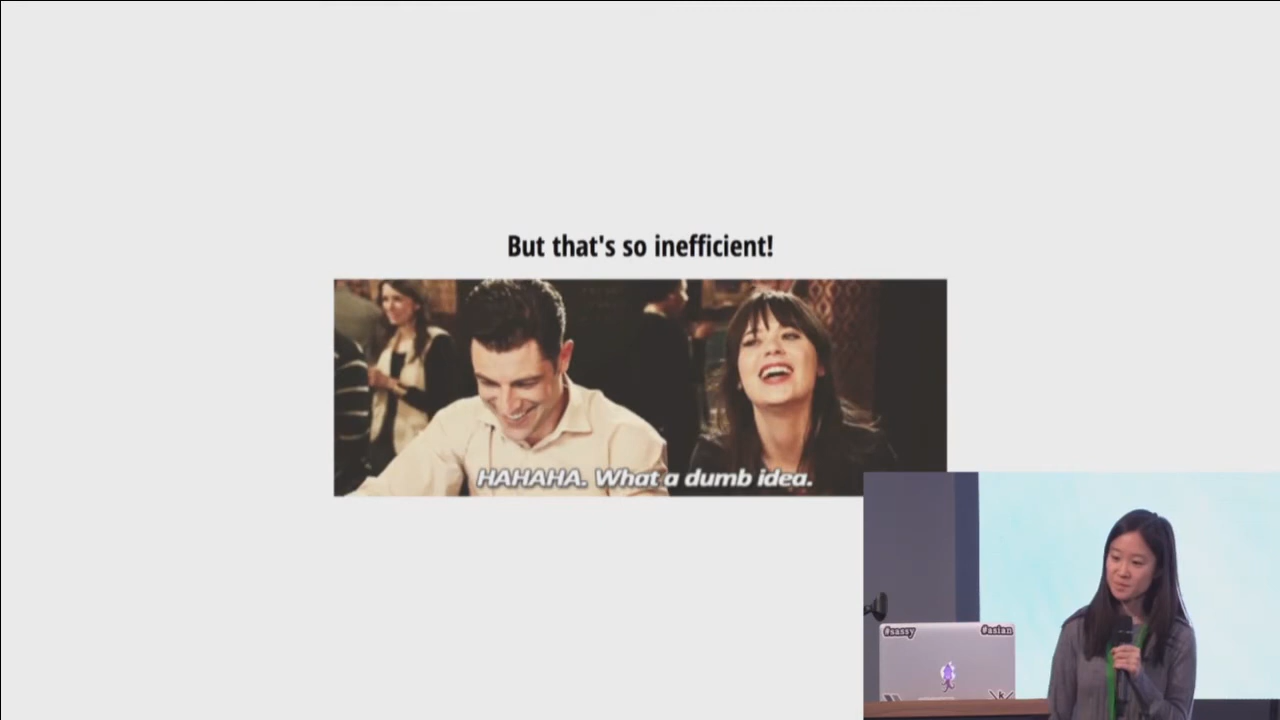 But that's so inefficient!
HAHAHA. What a dumb idea.
#sassy
#asian